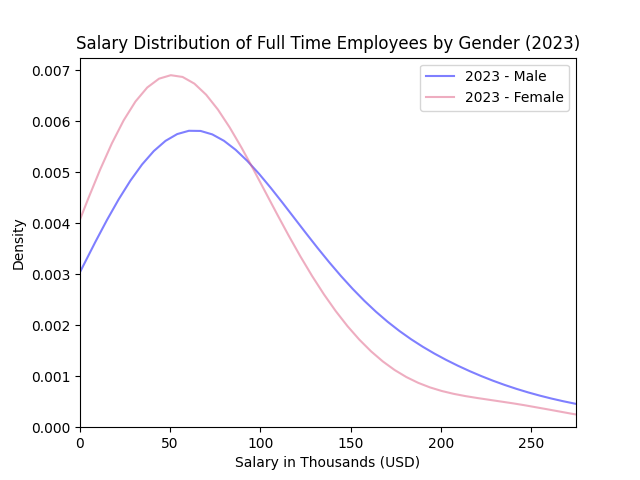 Salary Distribution of Full Time Employees by Gender (2023)
2023 - Male
2023 - Female
Density
0.007
0.006
0.005
0.004
0.003
0.002
0.001
0.000
0 50 100 150 200 250
Salary in Thousands (USD)